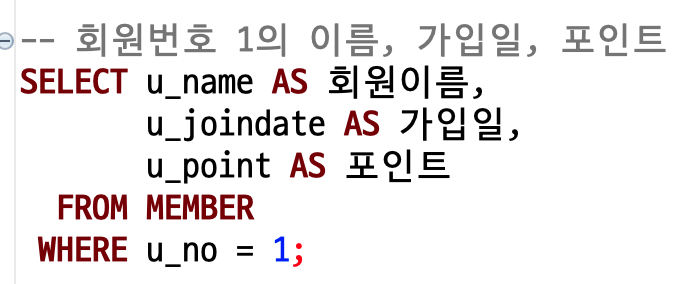 -- 회원번호 1의 이름, 가입일, 포인트
SELECT u_name AS 회원이름,
u_joindate AS 가입일,
u_point AS 포인트
FROM MEMBER
WHERE u_no = 1;